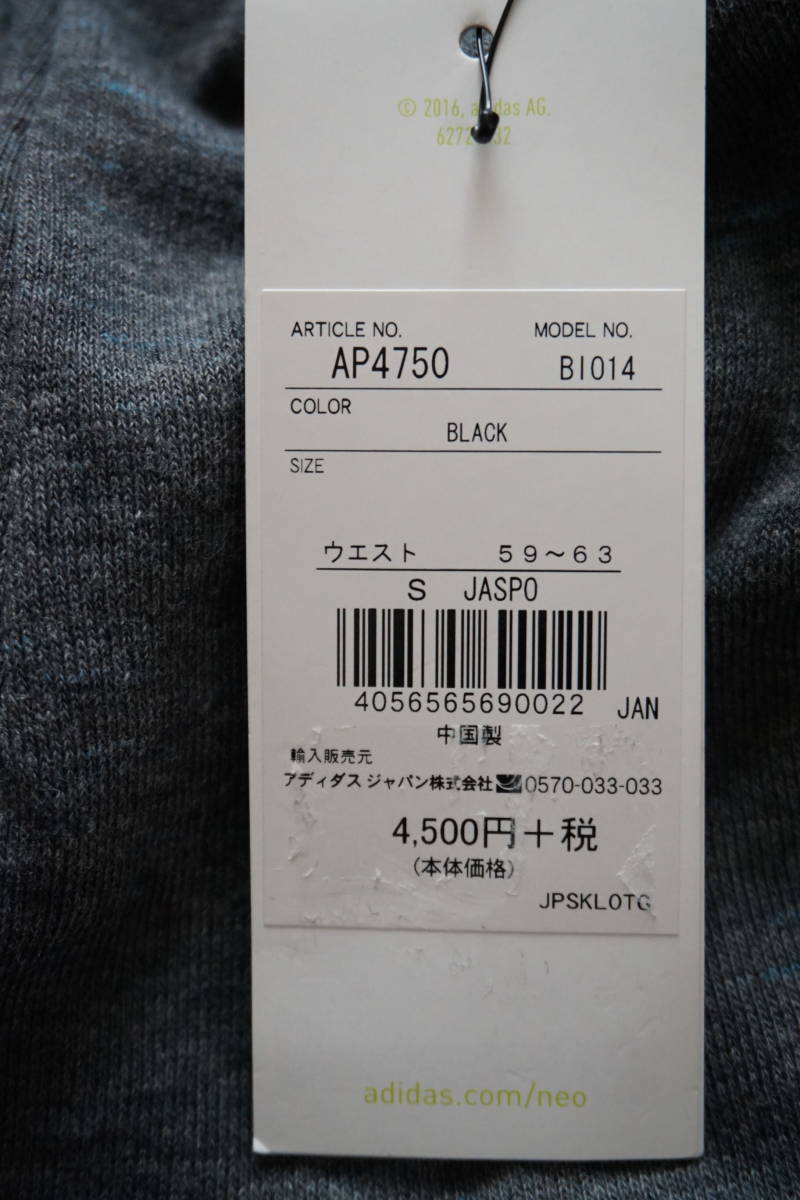 © 2016, adidas AG.
ARTICLE NO.
MODEL NO.
AP4750
BI014
COLOR
BLACK
SIZE
ウエスト ５９～６３
S JASPO
4056565690022 JAN
中国製
輸入販売元
アディダス ジャパン株式会社 0570-033-033
4,500円＋税
(本体価格)
JPSKLOTG
adidas.com/neo